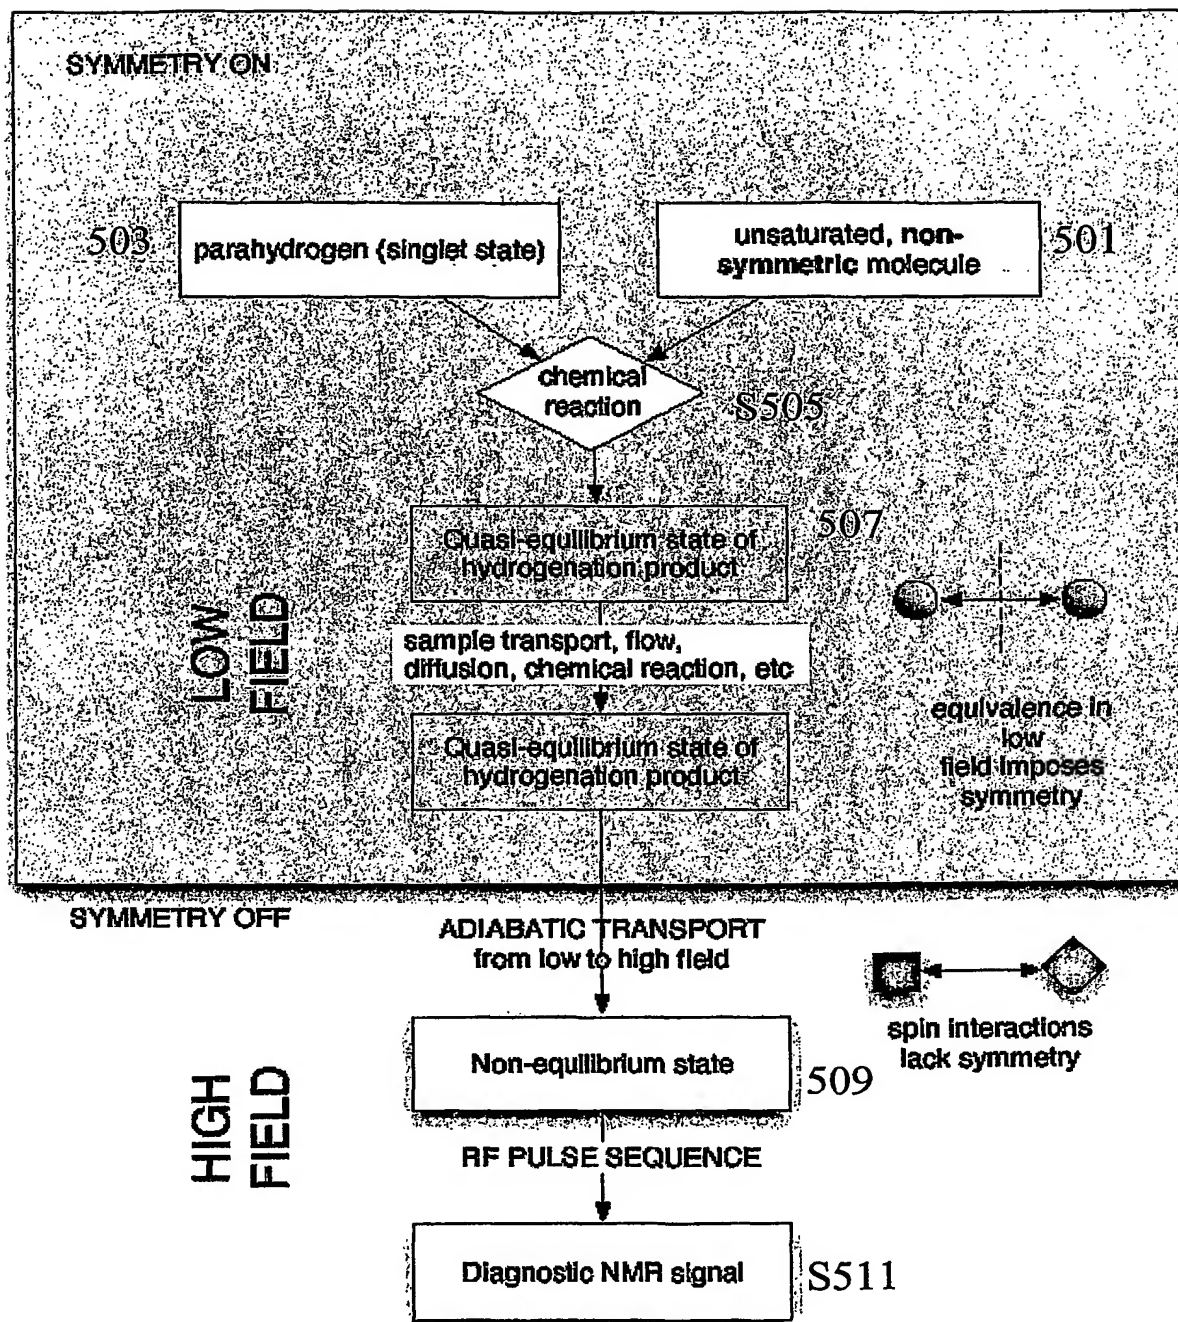 SYMMETRY ON
503
parahydrogen (singlet state)
unsaturated, non-
symmetric molecule
501
chemical
reaction
S505
507
Quasi-equilibrium state of
hydrogenation product
LOW
FIELD
sample transport, flow,
diffusion, chemical reaction, etc
Quasi-equilibrium state of
hydrogenation product
equivalence in
low
field imposes
symmetry
SYMMETRY OFF
ADIABATIC TRANSPORT
from low to high field
spin interactions
lack symmetry
Non-equilibrium state
509
HIGH
FIELD
RF PULSE SEQUENCE
Diagnostic NMR signal
S511